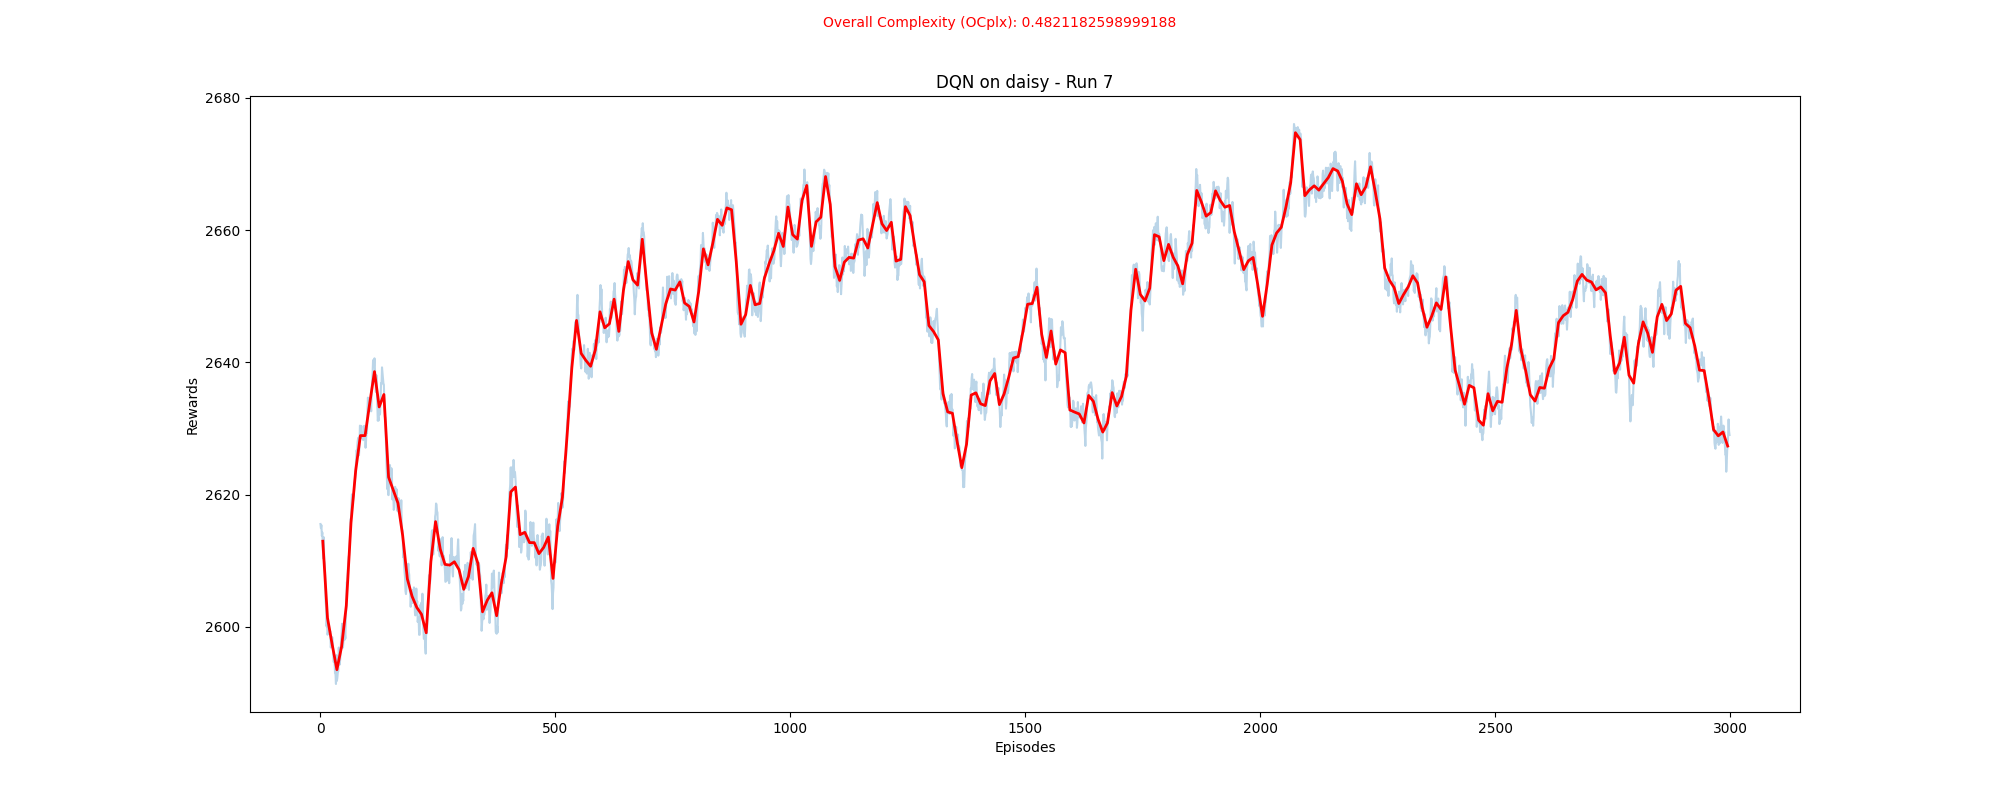 Overall Complexity (OCplx): 0.4821182598999188
DQN on daisy - Run 7
2680
2660
2640
2620
2600
Rewards
0 500 1000 1500 2000 2500 3000
Episodes